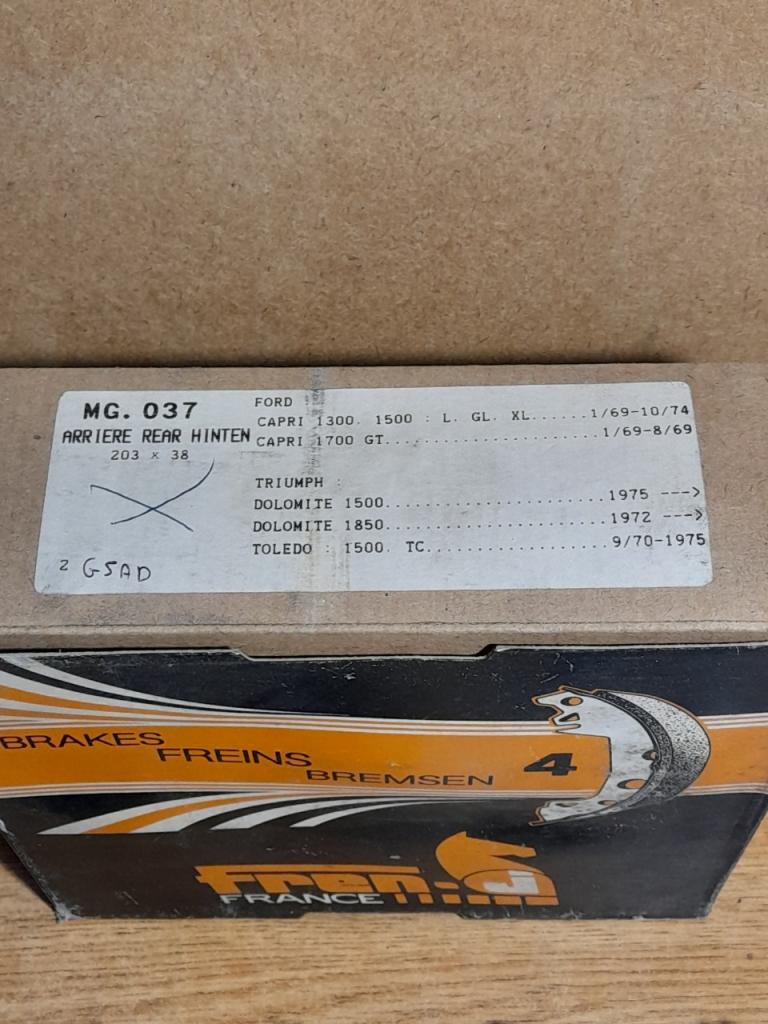 MG. 037
ARRIERE REAR HINTEN
203 x 38
2 G5AD
FORD :
CAPRI 1300. 1500 : L. GL. XL......1/69-10/74
CAPRI 1700 GT.....................1/69-8/69
TRIUMPH :
DOLOMITE 1500.....................1975 --->
DOLOMITE 1850.....................1972 --->
TOLEDO : 1500. TC.................9/70-1975
BRAKES
FREINS
BREMSEN
4
FRANCE